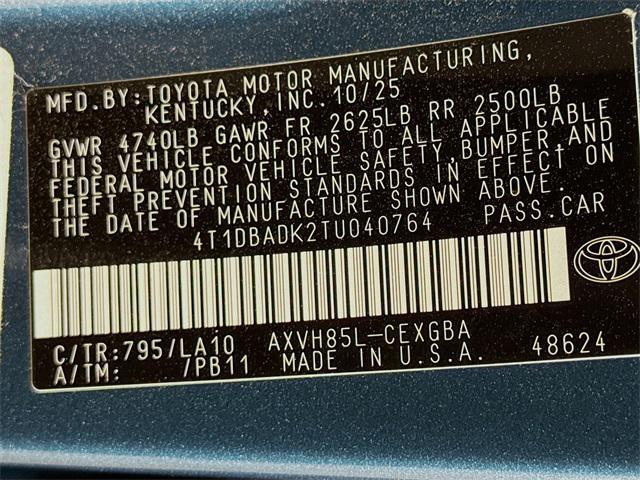 MFD.BY:TOYOTA MOTOR MANUFACTURING,
KENTUCKY,INC.10/25
GVWR 4740LB GAWR FR 2625LB RR 2500LB
THIS VEHICLE CONFORMS TO ALL APPLICABLE
FEDERAL MOTOR VEHICLE SAFETY,BUMPER,AND
THEFT PREVENTION STANDARDS IN EFFECT ON
THE DATE OF MANUFACTURE SHOWN ABOVE.
4T1DBADK2TU040764 PASS.CAR
C/TR:795/LA10 AXVH85L-CEXGBA
A/TM: /PB11 MADE IN U.S.A. 48624